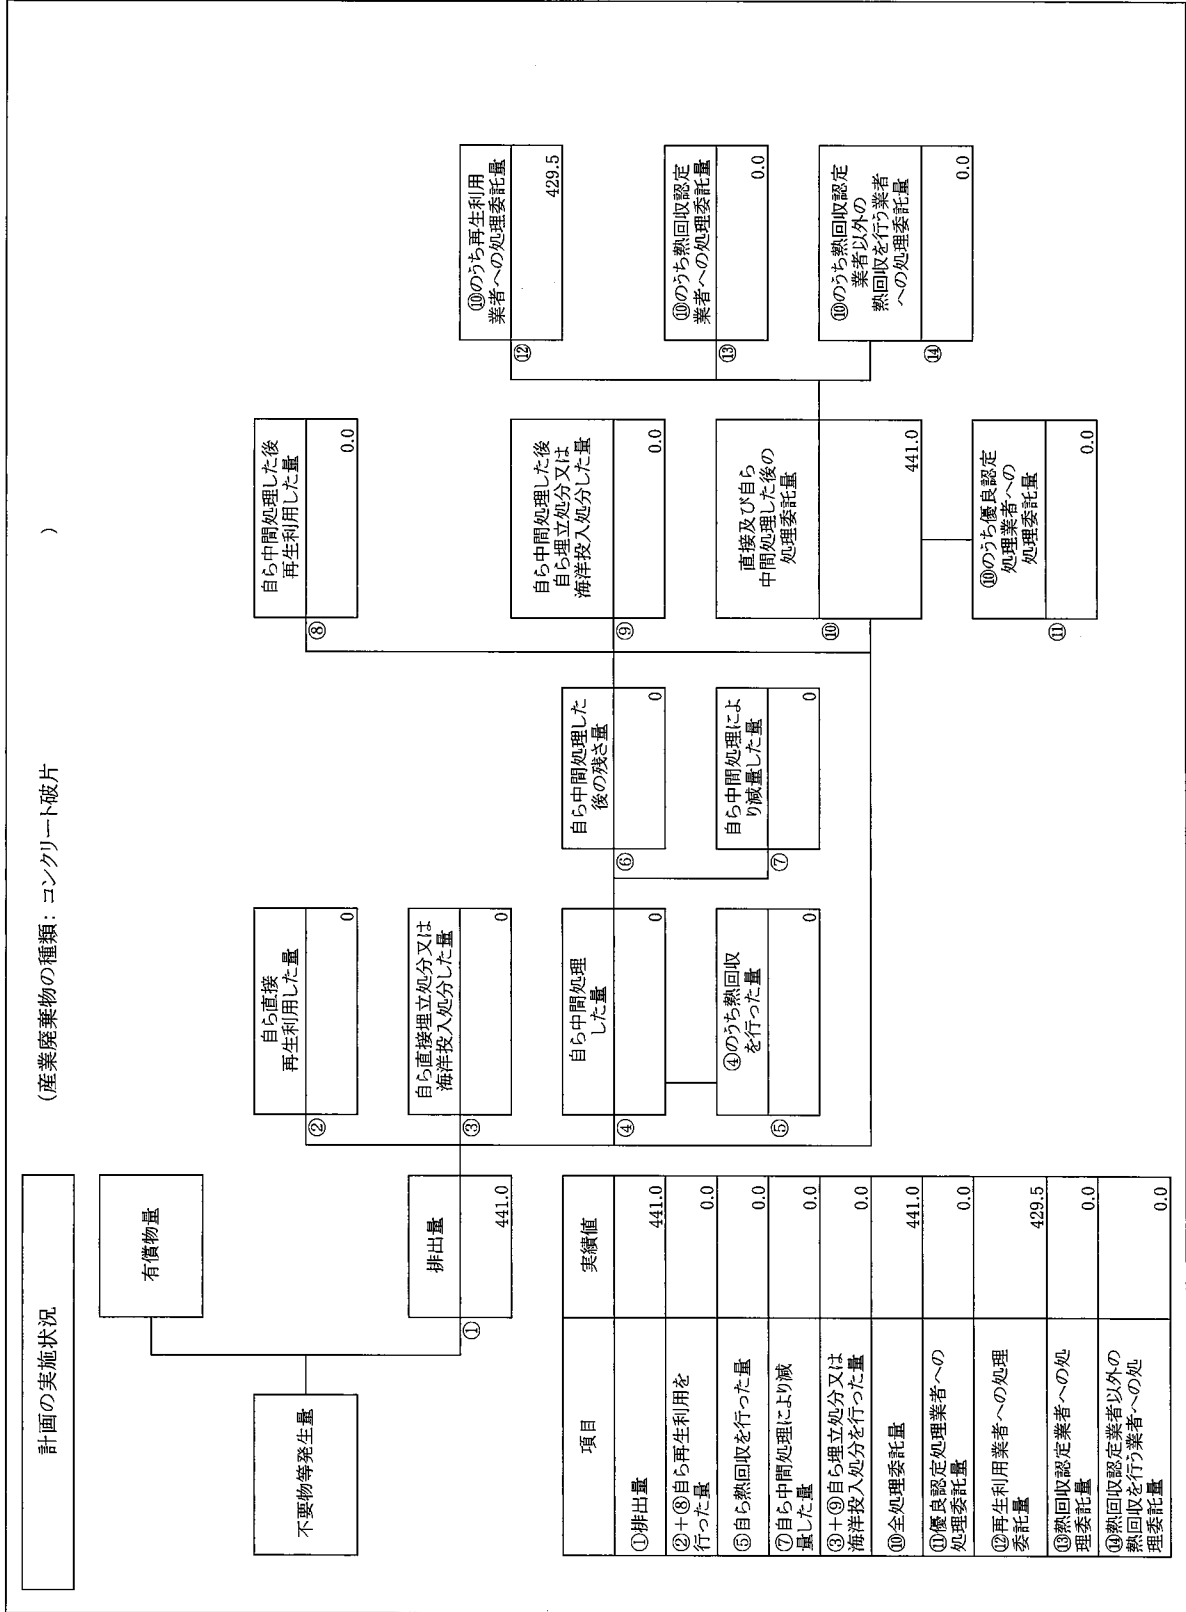 計画の実施状況
(産業廃棄物の種類：コンクリート破片 )
不要物等発生量
有償物量
①
排出量
441.0
②
自ら直接
再生利用した量
0
③
自ら直接埋立処分又は
海洋投入処分した量
0
④
自ら中間処理
した量
0
⑤
④のうち熱回収
を行った量
0
⑥
自ら中間処理した
後の残さ量
0
⑦
自ら中間処理によ
り減量した量
0
⑧
自ら中間処理した後
再生利用した量
0.0
⑨
自ら中間処理した後
自ら埋立処分又は
海洋投入処分した量
0.0
⑩
直接及び自ら
中間処理した後の
処理委託量
441.0
⑪
⑩のうち優良認定
処理業者への
処理委託量
0.0
⑫
⑩のうち再生利用
業者への処理委託量
429.5
⑬
⑩のうち熱回収認定
業者への処理委託量
0.0
⑭
⑩のうち熱回収認定
業者以外の
熱回収を行う業者
への処理委託量
0.0
項目 実績値
①排出量 441.0
②+⑧自ら再生利用を
行った量 0.0
⑤自ら熱回収を行った量 0.0
⑦自ら中間処理により減
量した量 0.0
③+⑨自ら埋立処分又は
海洋投入処分を行った量 0.0
⑩全処理委託量 441.0
⑪優良認定処理業者への
処理委託量 0.0
⑫再生利用業者への処理
委託量 429.5
⑬熱回収認定業者への処
理委託量 0.0
⑭熱回収認定業者以外の
熱回収を行う業者への処
理委託量 0.0